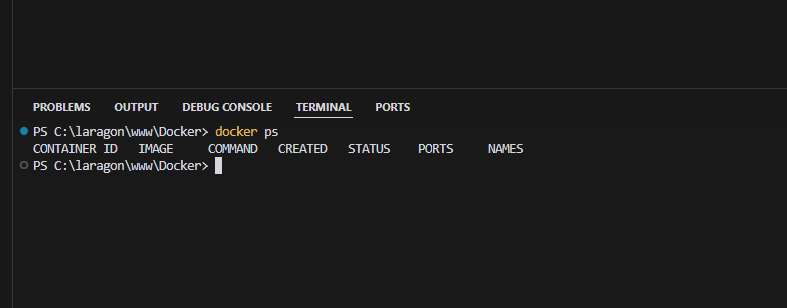 PROBLEMS OUTPUT DEBUG CONSOLE TERMINAL PORTS
PS C:\laragon\www\Docker> docker ps
CONTAINER ID   IMAGE     COMMAND   CREATED   STATUS    PORTS     NAMES
PS C:\laragon\www\Docker>